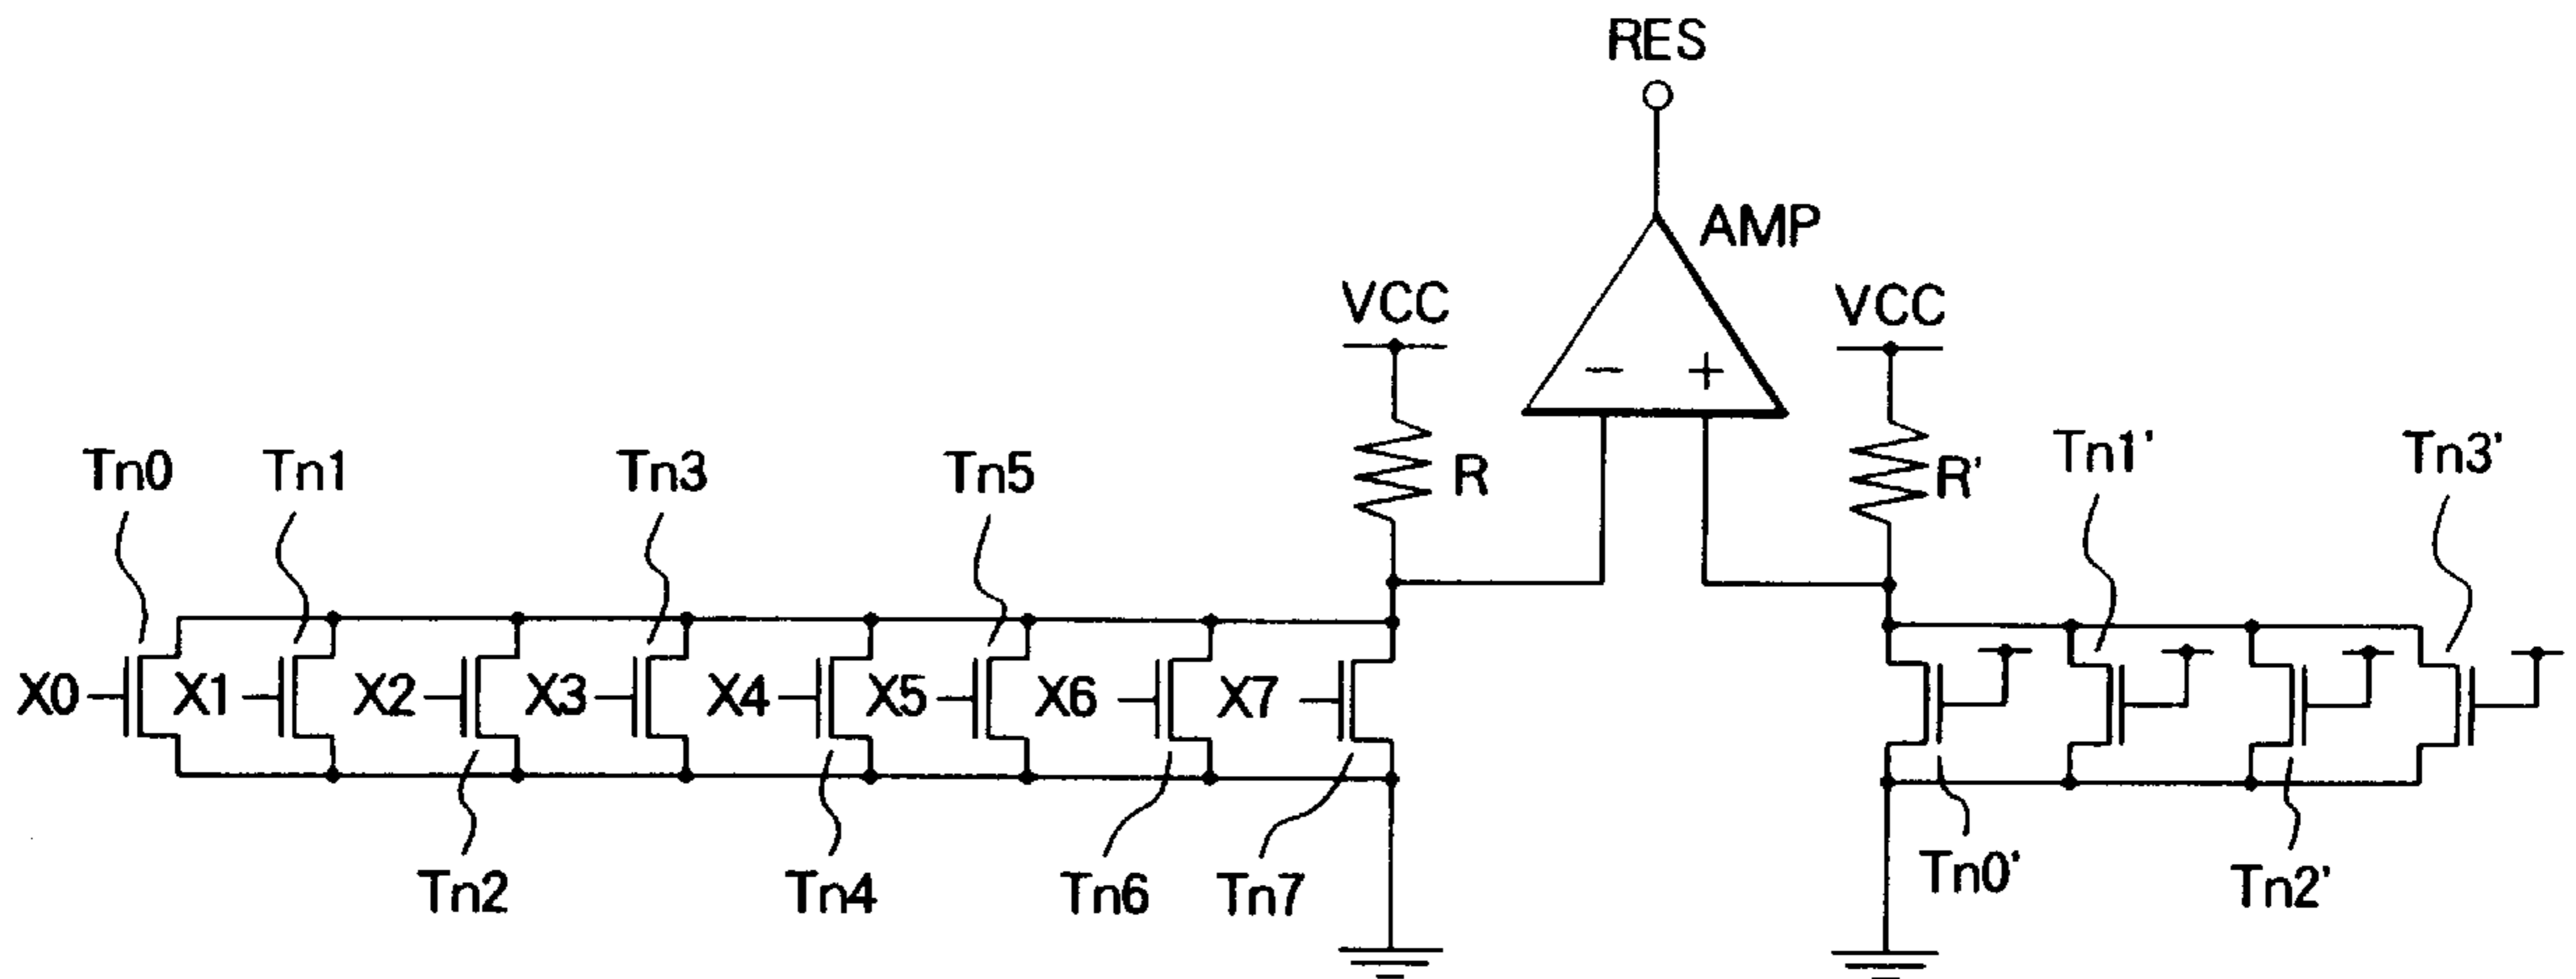 RES
AMP
VCC
VCC
R
R'
Tn0
Tn1
Tn3
Tn5
Tn1'
Tn3'
− +
X0
X1
X2
X3
X4
X5
X6
X7
Tn2
Tn4
Tn6
Tn7
Tn0'
Tn2'